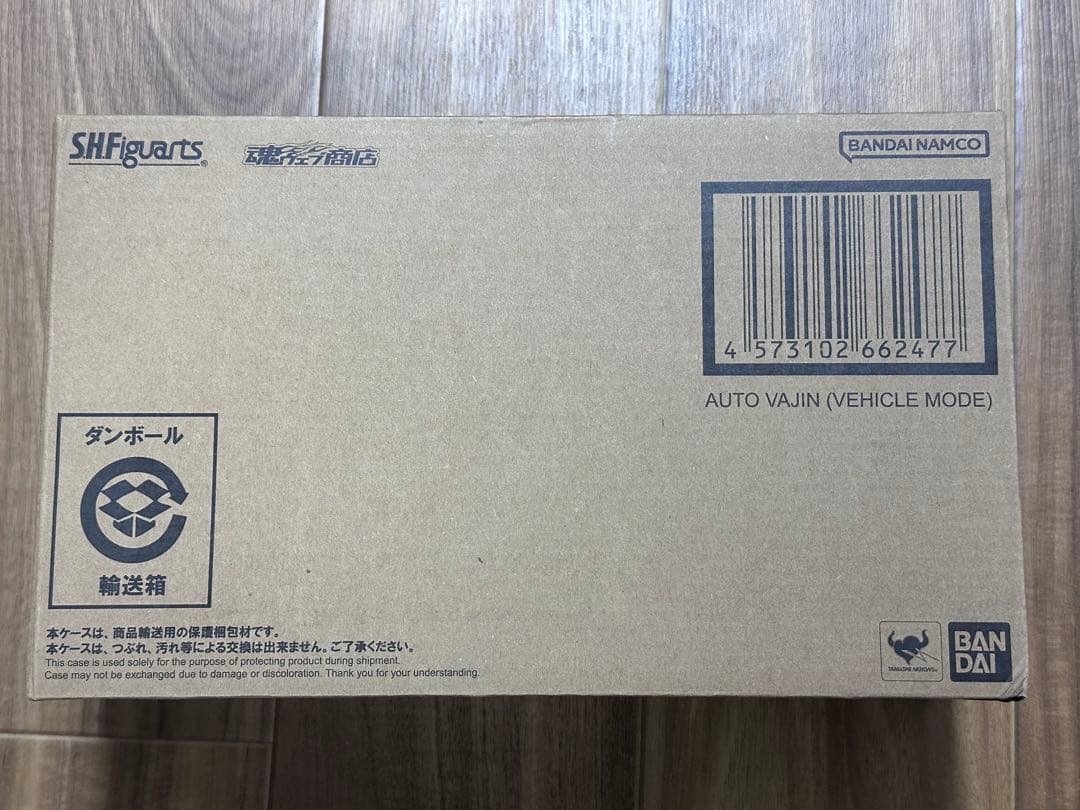 S.H.Figuarts®
魂ウェブ商店
BANDAI NAMCO
4 573102 662477
AUTO VAJIN (VEHICLE MODE)
ダンボール
輸送箱
本ケースは、商品輸送用の保護梱包材です。
本ケースは、つぶれ、汚れ等による交換は出来ません。ご了承ください。
This case is used solely for the purpose of protecting product during shipment.
Case may not be exchanged due to damage or discoloration. Thank you for your understanding.
TAMASHII NATIONS
BAN
DAI